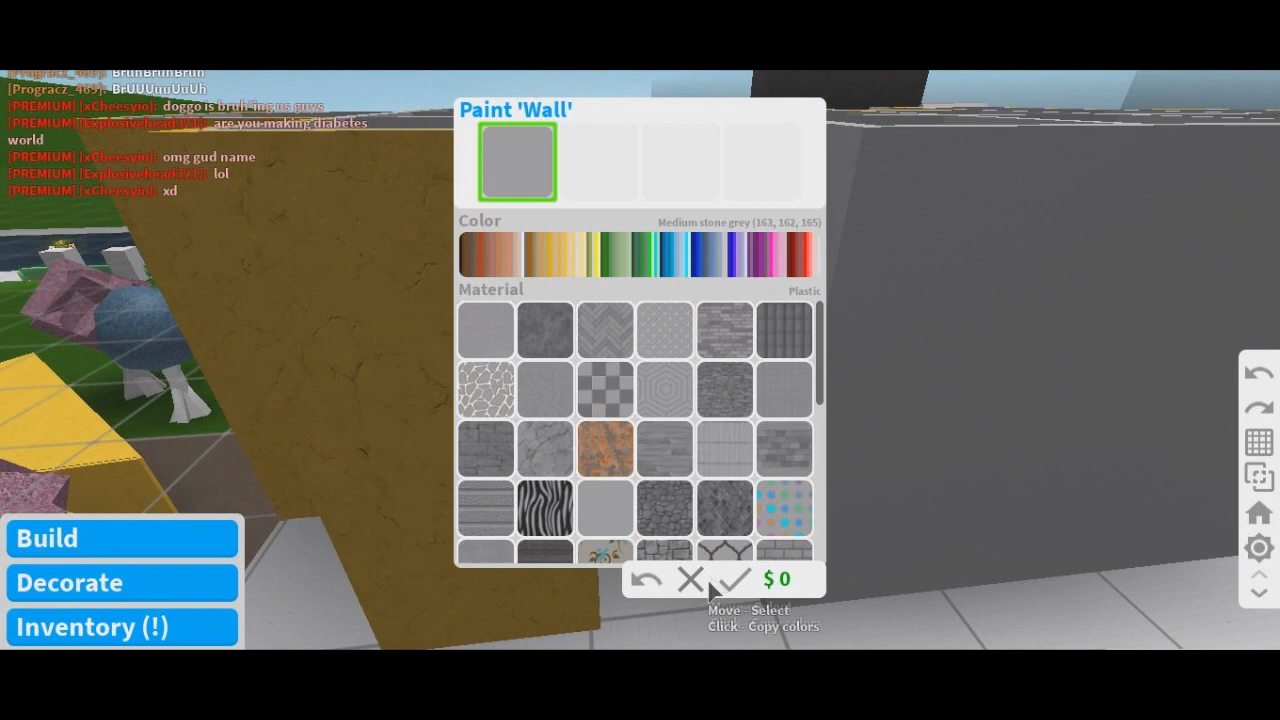 [Progracz_469]: BruhBruhBruh
[Progracz_469]: BrUUUuuUuUh
[PREMIUM] [xCheesyio]: doggo is bruh'ing us guys
[PREMIUM] [Explosivehead321]: are you making diabetes
world
[PREMIUM] [xCheesyio]: omg gud name
[PREMIUM] [Explosivehead321]: lol
[PREMIUM] [xCheesyio]: xd
Paint 'Wall'
Color
Medium stone grey (163, 162, 165)
Material
Plastic
Build
Decorate
Inventory (!)
$ 0
Move - Select
Click - Copy colors